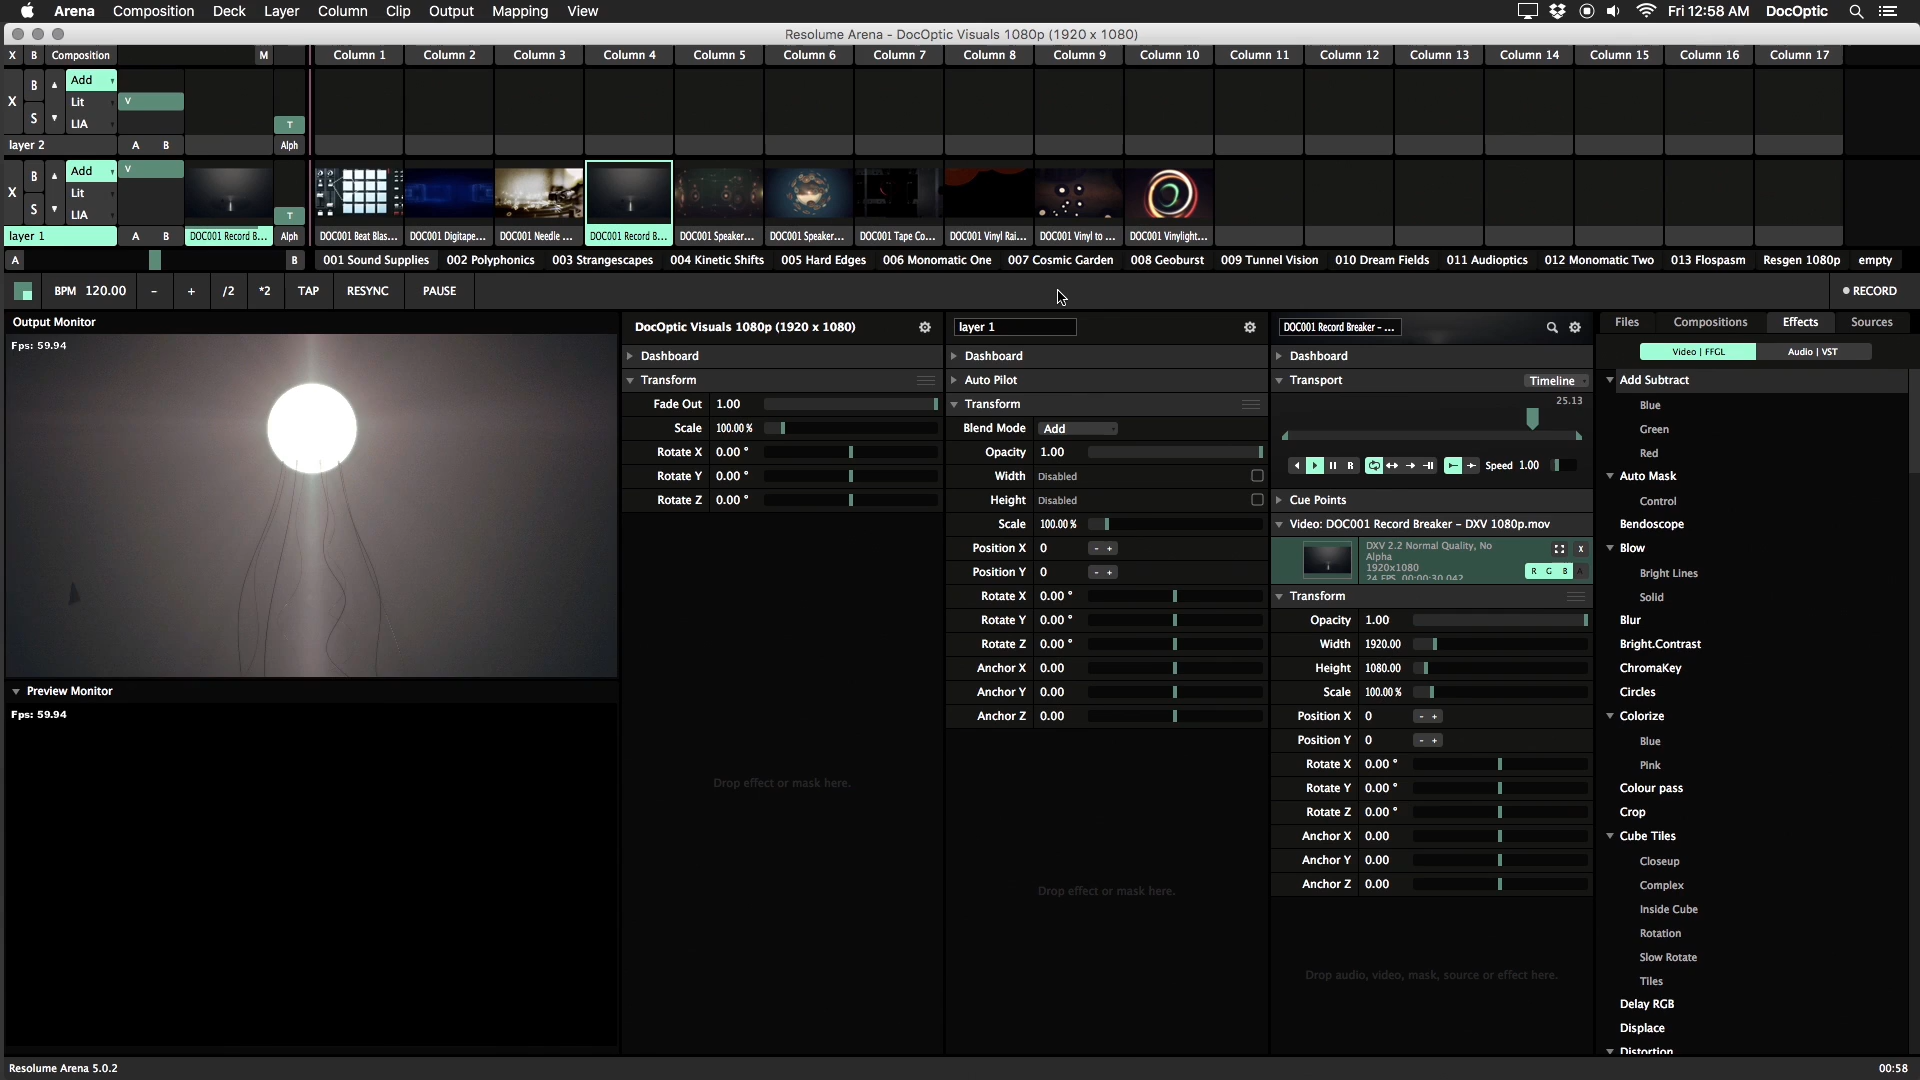 Arena Composition Deck Layer Column Clip Output Mapping View Fri 12:58 AM DocOptic
Resolume Arena - DocOptic Visuals 1080p (1920 x 1080)
X B Composition M Column 1 Column 2 Column 3 Column 4 Column 5 Column 6 Column 7 Column 8 Column 9 Column 10 Column 11 Column 12 Column 13 Column 14 Column 15 Column 16 Column 17
X B S Add Lit LIA V T
layer 2 A B Alph
X B S Add Lit LIA V T
layer 1 A B DOC001 Record B... Alph DOC001 Beat Blas... DOC001 Digitape... DOC001 Needle ... DOC001 Record B... DOC001 Speaker... DOC001 Speaker... DOC001 Tape Co... DOC001 Vinyl Rai... DOC001 Vinyl to ... DOC001 Vinylight...
A B 001 Sound Supplies 002 Polyphonics 003 Strangescapes 004 Kinetic Shifts 005 Hard Edges 006 Monomatic One 007 Cosmic Garden 008 Geoburst 009 Tunnel Vision 010 Dream Fields 011 Audioptics 012 Monomatic Two 013 Flospasm Resgen 1080p empty
BPM 120.00 - + /2 *2 TAP RESYNC PAUSE RECORD
Output Monitor
Fps: 59.94
Preview Monitor
Fps: 59.94
DocOptic Visuals 1080p (1920 x 1080)
Dashboard
Transform
Fade Out 1.00
Scale 100.00 %
Rotate X 0.00 °
Rotate Y 0.00 °
Rotate Z 0.00 °
Drop effect or mask here.
layer 1
Dashboard
Auto Pilot
Transform
Blend Mode Add
Opacity 1.00
Width Disabled
Height Disabled
Scale 100.00 %
Position X 0 - +
Position Y 0 - +
Rotate X 0.00 °
Rotate Y 0.00 °
Rotate Z 0.00 °
Anchor X 0.00
Anchor Y 0.00
Anchor Z 0.00
Drop effect or mask here.
DOC001 Record Breaker - ...
Dashboard
Transport Timeline
25.13
R Speed 1.00
Cue Points
Video: DOC001 Record Breaker - DXV 1080p.mov
DXV 2.2 Normal Quality, No X
Alpha
1920x1080 R G B A
24 FPS, 00:00:30.042
Transform
Opacity 1.00
Width 1920.00
Height 1080.00
Scale 100.00 %
Position X 0 - +
Position Y 0 - +
Rotate X 0.00 °
Rotate Y 0.00 °
Rotate Z 0.00 °
Anchor X 0.00
Anchor Y 0.00
Anchor Z 0.00
Drop audio, video, mask, source or effect here.
Files Compositions Effects Sources
Video | FFGL Audio | VST
Add Subtract
Blue
Green
Red
Auto Mask
Control
Bendoscope
Blow
Bright Lines
Solid
Blur
Bright.Contrast
ChromaKey
Circles
Colorize
Blue
Pink
Colour pass
Crop
Cube Tiles
Closeup
Complex
Inside Cube
Rotation
Slow Rotate
Tiles
Delay RGB
Displace
Distortion
Resolume Arena 5.0.2 00:58